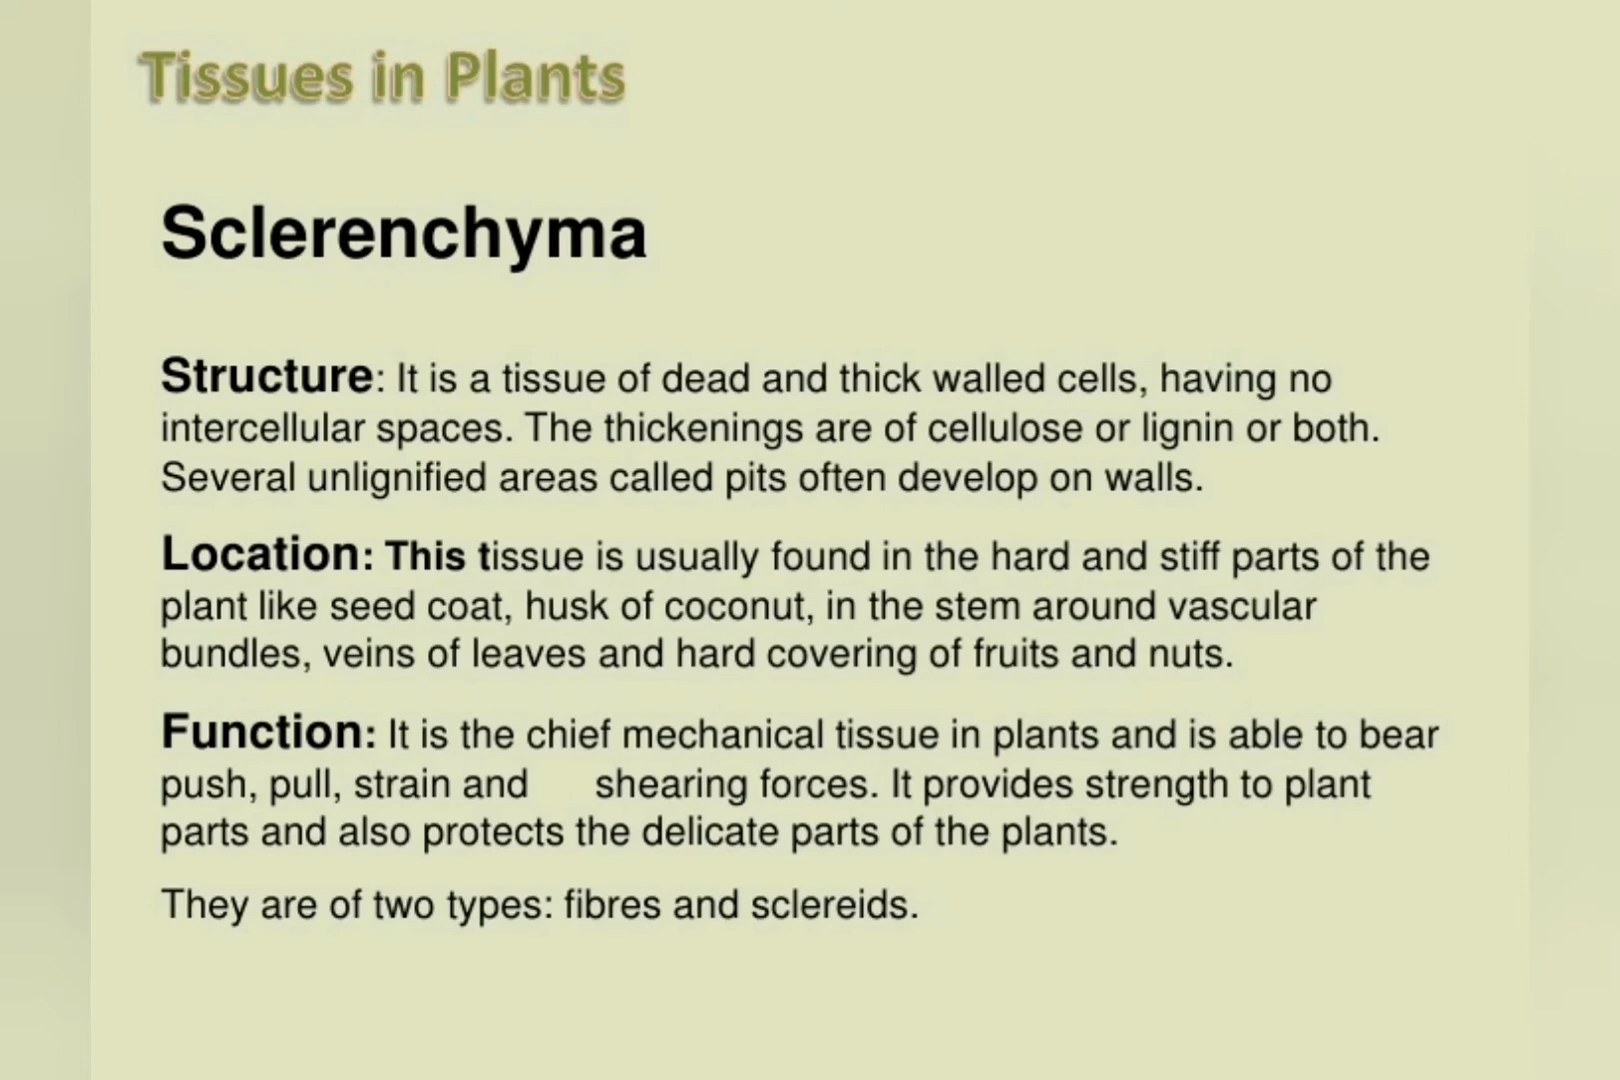 Tissues in Plants
Sclerenchyma
Structure: It is a tissue of dead and thick walled cells, having no
intercellular spaces. The thickenings are of cellulose or lignin or both.
Several unlignified areas called pits often develop on walls.
Location: This tissue is usually found in the hard and stiff parts of the
plant like seed coat, husk of coconut, in the stem around vascular
bundles, veins of leaves and hard covering of fruits and nuts.
Function: It is the chief mechanical tissue in plants and is able to bear
push, pull, strain and shearing forces. It provides strength to plant
parts and also protects the delicate parts of the plants.
They are of two types: fibres and sclereids.